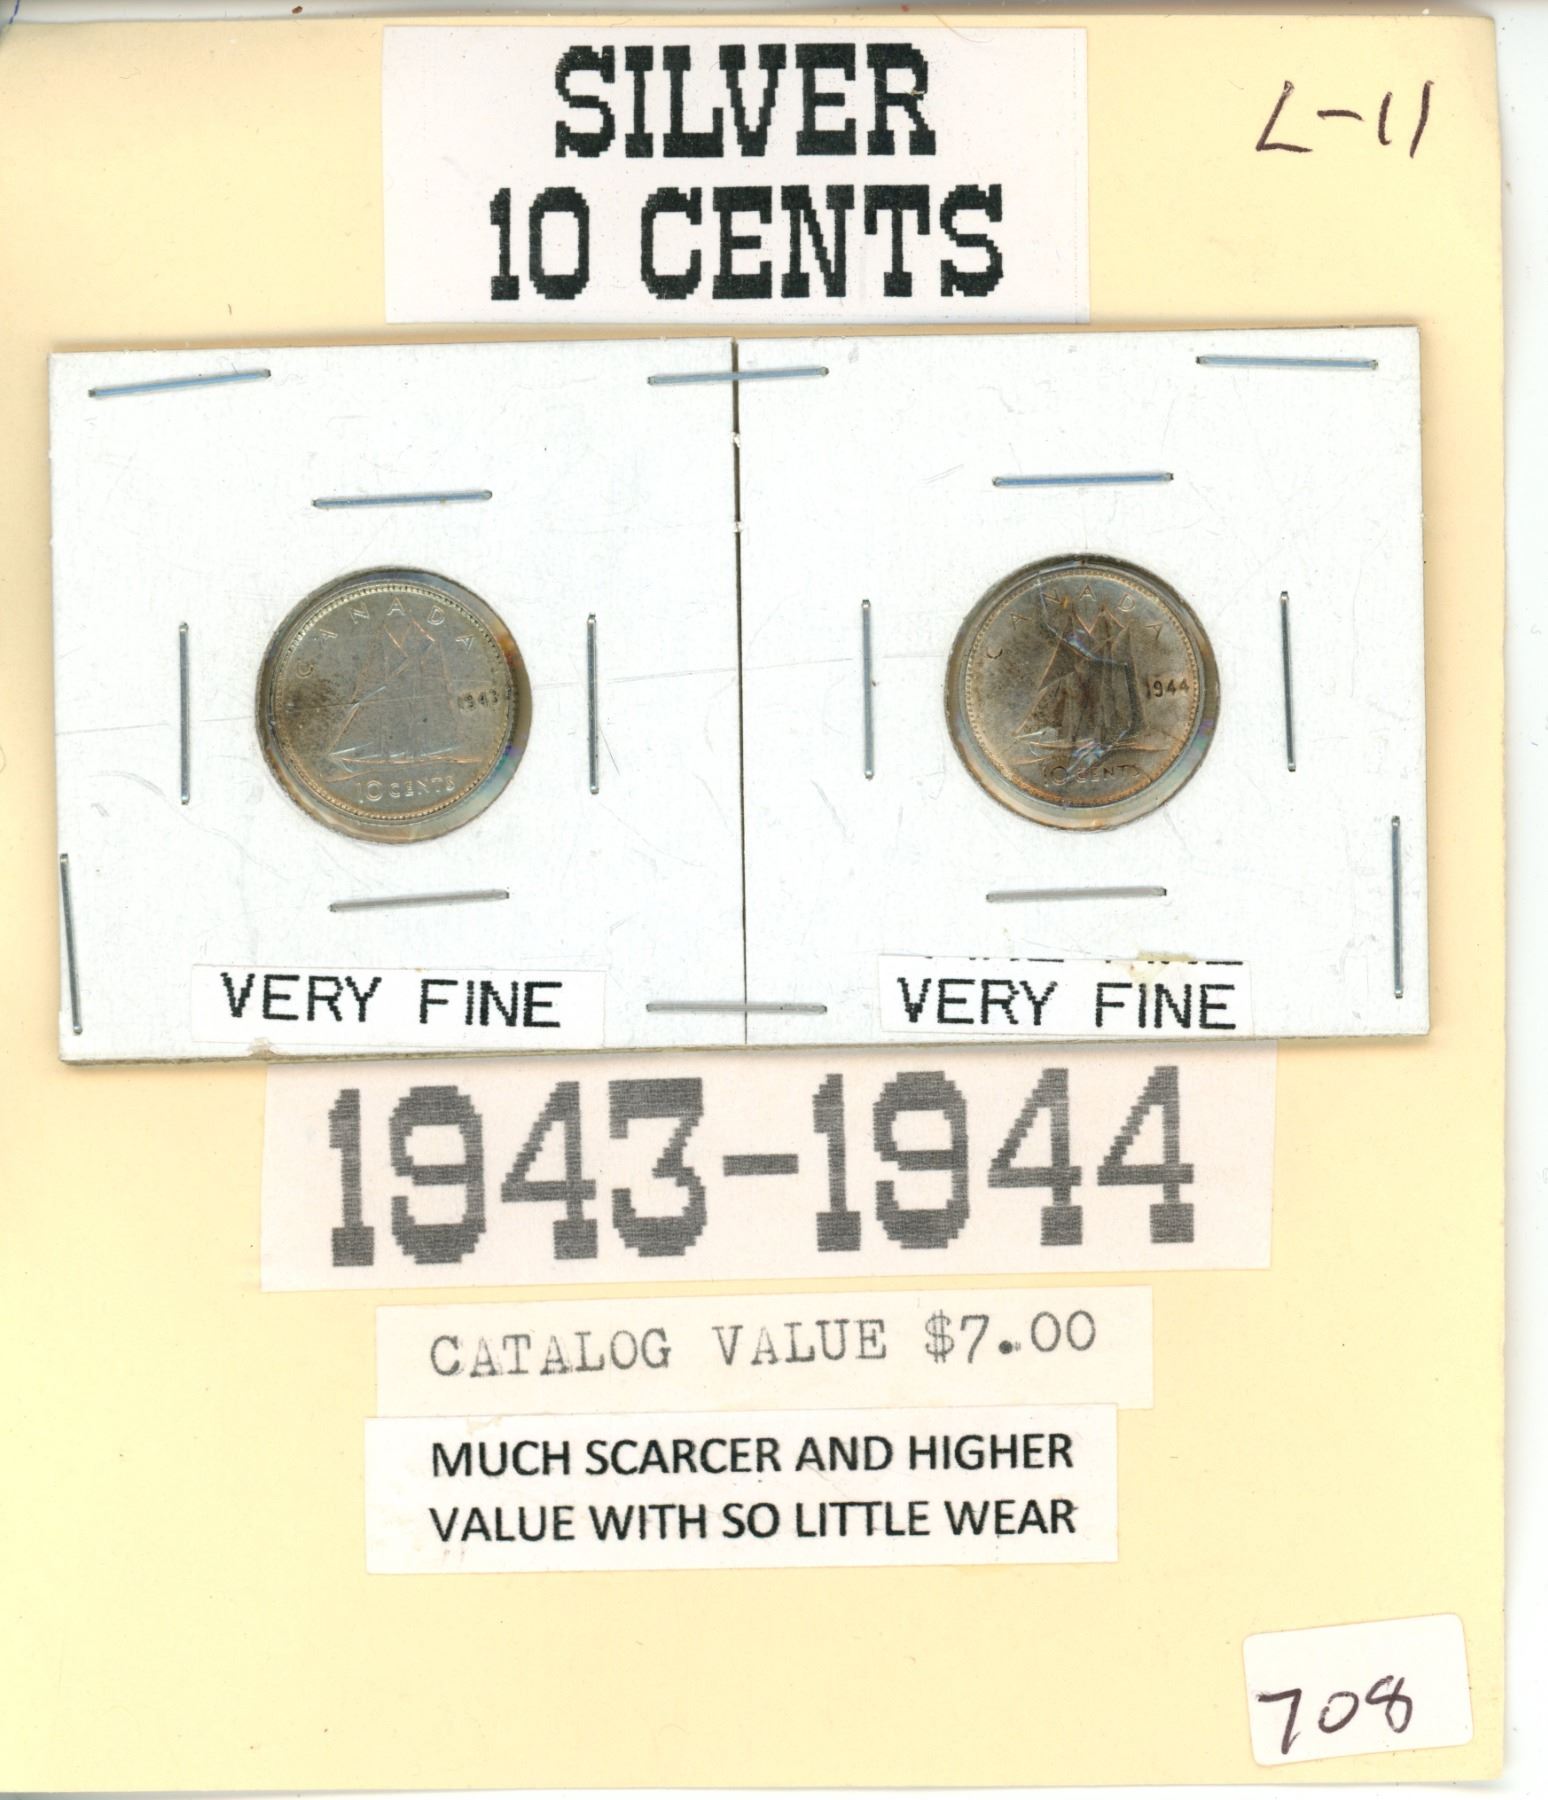 SILVER
10 CENTS
L-11
CANADA
1943
10 CENTS
CANADA
1944
10 CENTS
VERY FINE
VERY FINE
1943-1944
CATALOG VALUE $7.00
MUCH SCARCER AND HIGHER
VALUE WITH SO LITTLE WEAR
708